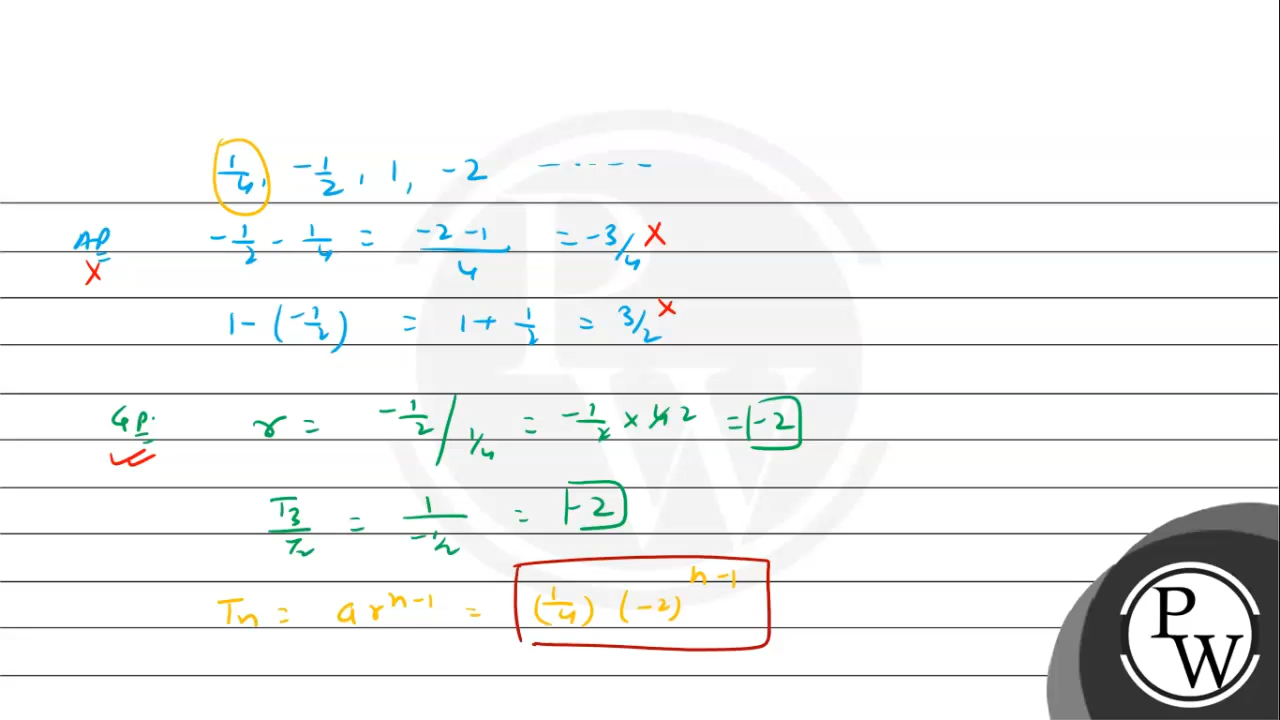 1/4, -1/2, 1, -2 ------
AP -1/2 - 1/4 = (-2-1)/4 = -3/4 x
x
1-(-1/2) = 1+1/2 = 3/2 x
GP. r = -1/2 / 1/4 = -1/2 × 4 2 = -2
T3/T2 = 1/(-1/2) = -2
Tn = ar^(n-1) = (1/4) (-2)^(n-1)
PW
PW